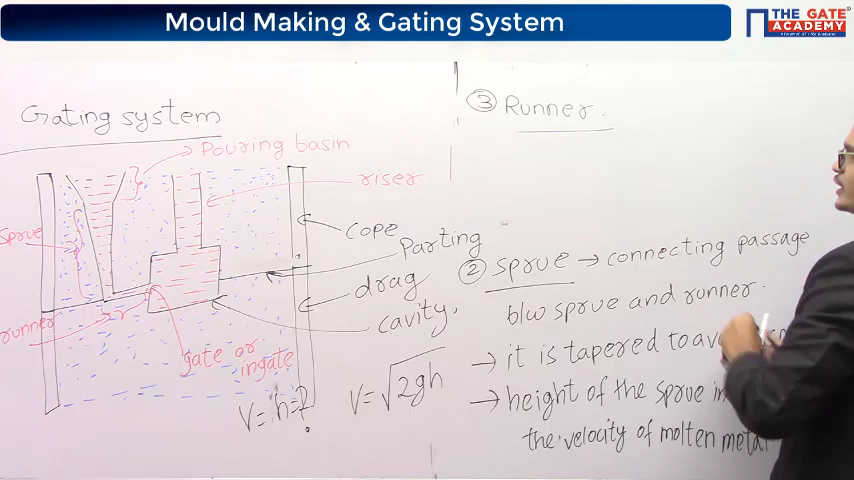 Mould Making & Gating System
THE GATE
ACADEMY
Gating system
Pouring basin
riser
Sprue
cope
Parting
drag
cavity,
runner
gate or
ingate
V= h=?
V=√2gh
③ Runner:
② sprue → connecting passage
b/w sprue and runner.
→ it is tapered to
→ height of the sprue
the velocity of molten metal